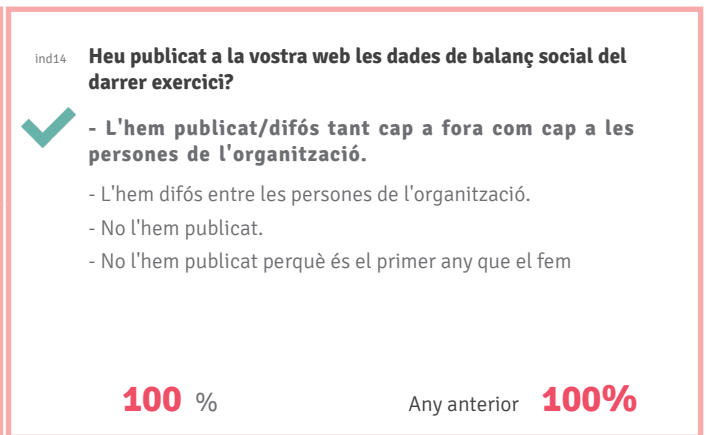 ind14 Heu publicat a la vostra web les dades de balanç social del
darrer exercici?
- L'hem publicat/difós tant cap a fora com cap a les
persones de l'organització.
- L'hem difós entre les persones de l'organització.
- No l'hem publicat.
- No l'hem publicat perquè és el primer any que el fem
100 % Any anterior 100%